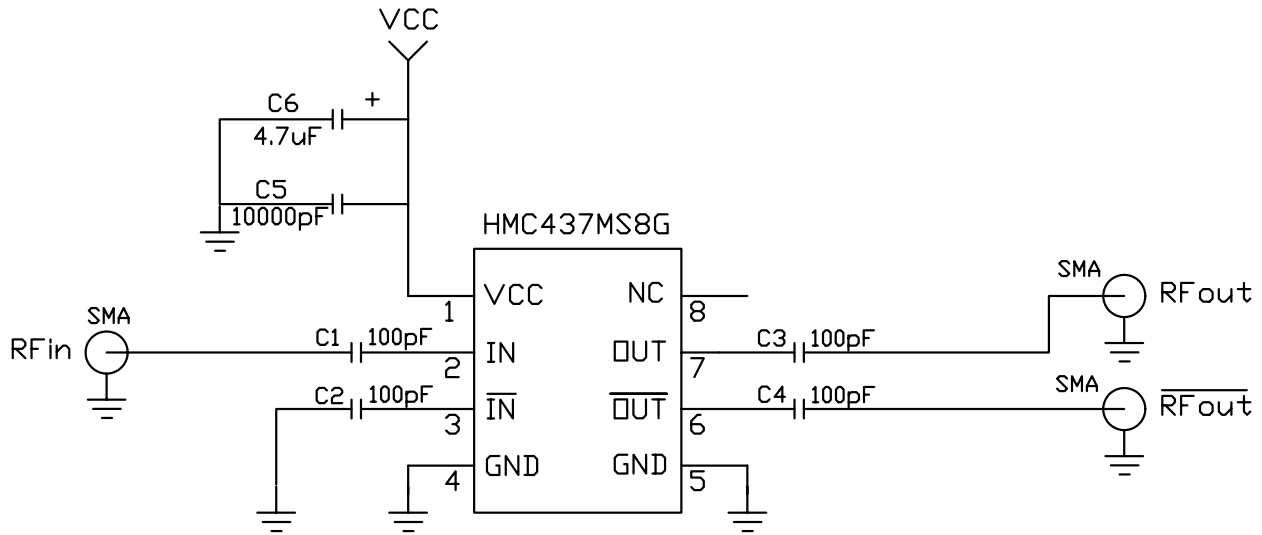 VCC
C6 +
4.7uF
C5
10000pF
HMC437MS8G
VCC NC
1 8
SMA
RFin
C1 100pF
IN OUT
2 7
C2 100pF
IN OUT
3 6
GND GND
4 5
C3 100pF
C4 100pF
SMA
RFout
SMA
RFout